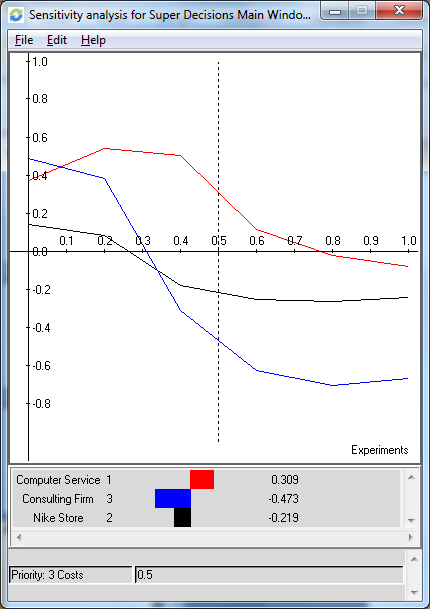 Sensitivity analysis for Super Decisions Main Windo...
File Edit Help
1.0
0.8
0.6
0.4
0.2
0.0
0.1 0.2 0.3 0.4 0.5 0.6 0.7 0.8 0.9 1.0
-0.2
-0.4
-0.6
-0.8
Experiments
Computer Service 1 0.309
Consulting Firm 3 -0.473
Nike Store 2 -0.219
Priority: 3 Costs 0.5